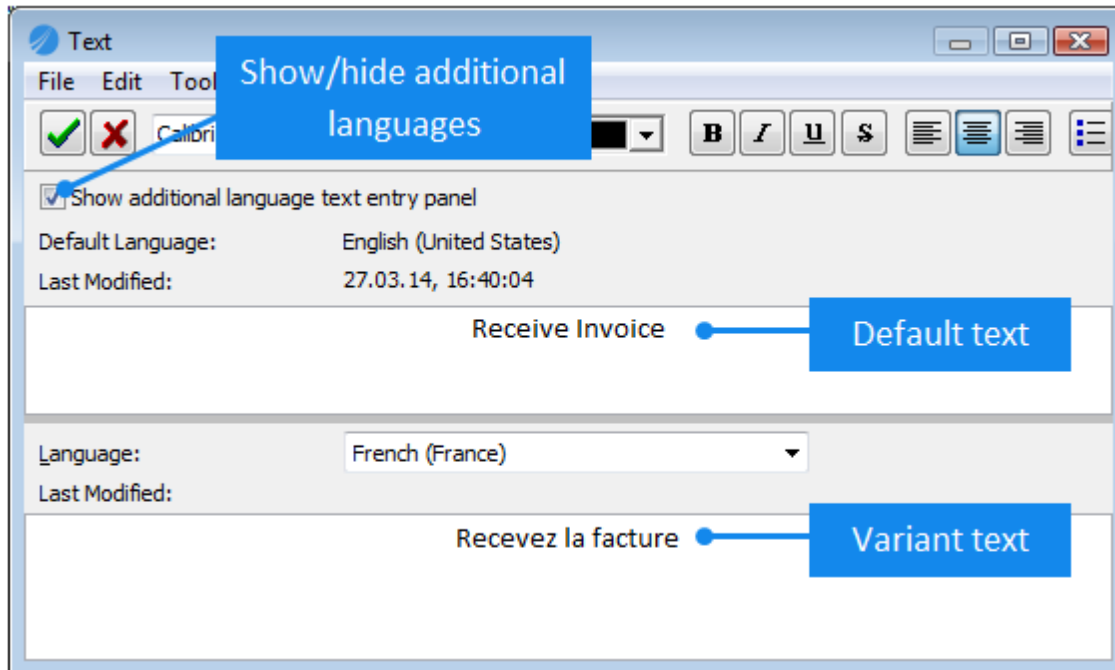 Text
File Edit Tool
Show/hide additional
languages
Calibri
B I u S
Show additional language text entry panel
Default Language: English (United States)
Last Modified: 27.03.14, 16:40:04
Receive Invoice Default text
Language: French (France)
Last Modified:
Recevez la facture Variant text